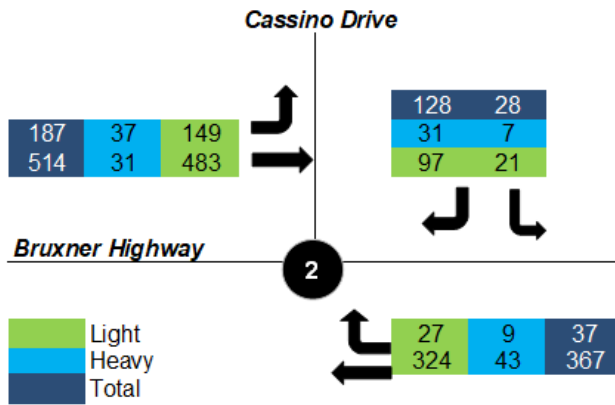 Cassino Drive
128 28
187 37 149
31 7
514 31 483
97 21
Bruxner Highway
2
Light
27 9 37
Heavy
324 43 367
Total